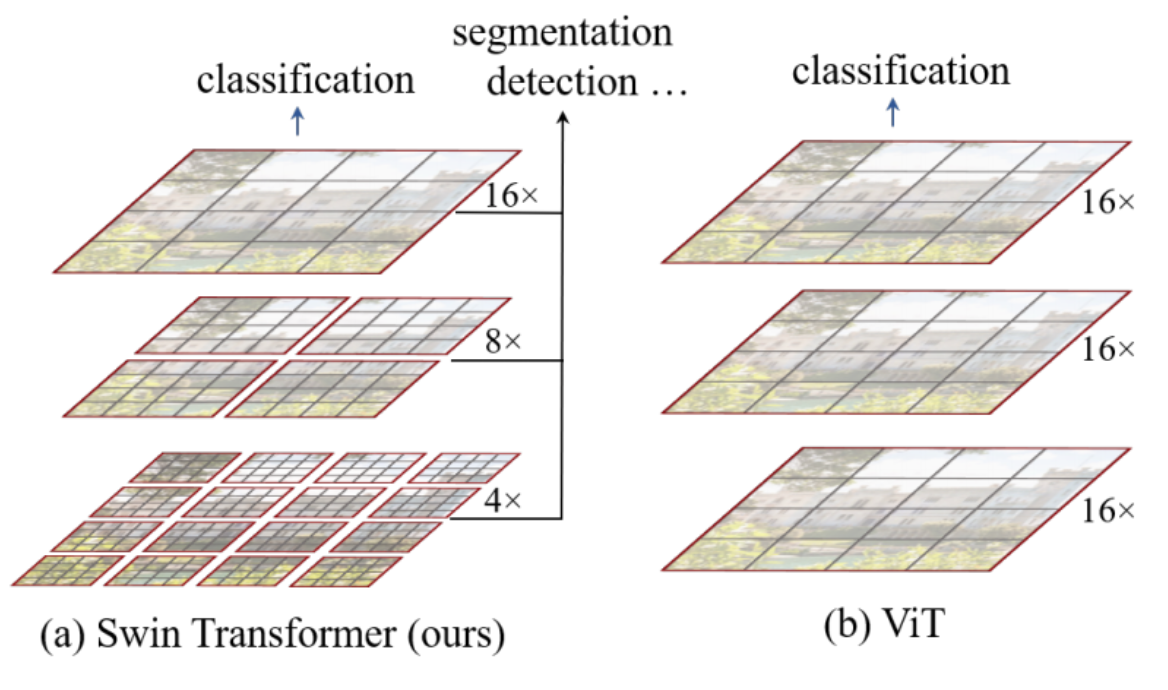 segmentation
detection …
classification
16×
8×
4×
(a) Swin Transformer (ours)
classification
16×
16×
16×
(b) ViT